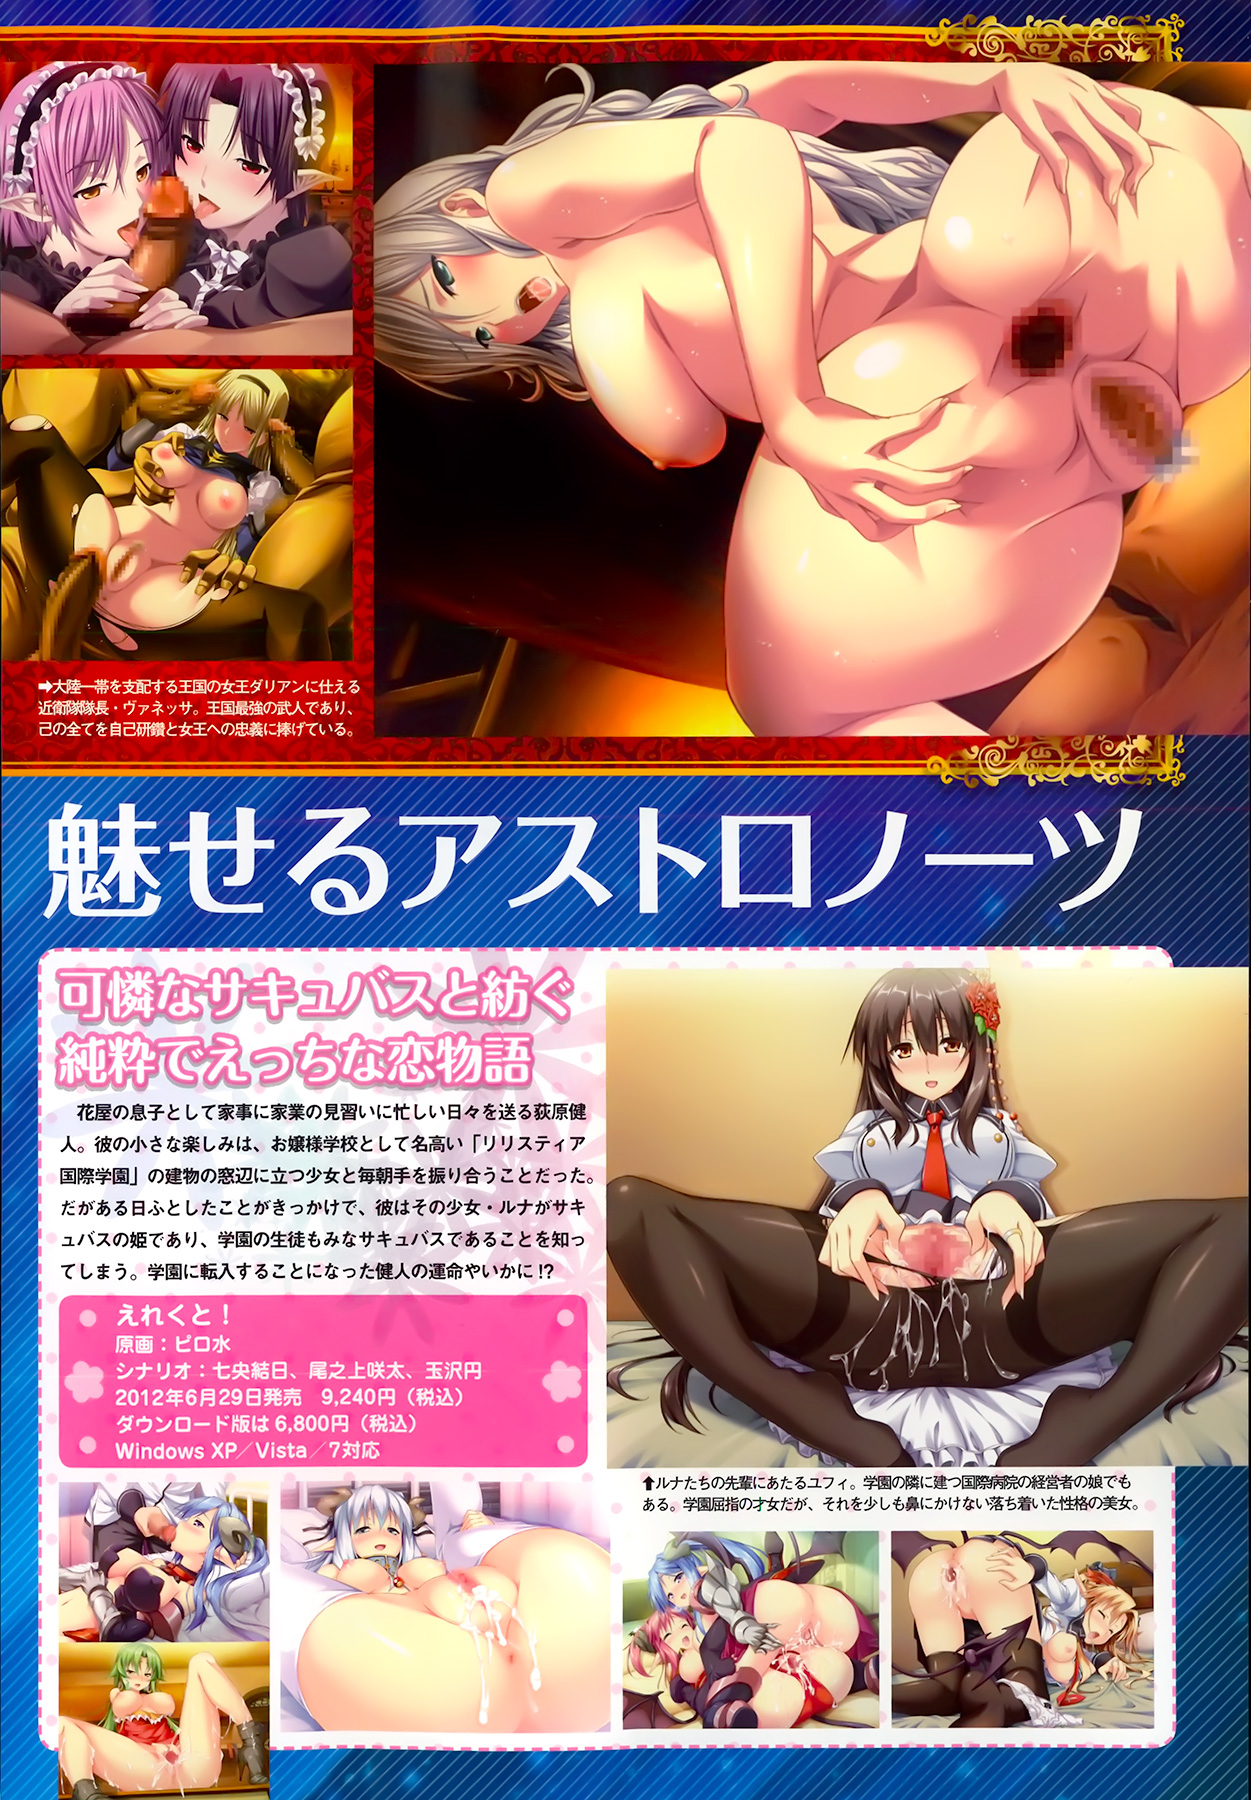 ➡大陸一帯を支配する王国の女王ダリアンに仕える
近衛隊隊長・ヴァネッサ。王国最強の武人であり、
己の全てを自己研鑽と女王への忠義に捧げている。
魅せるアストロノーツ
可憐なサキュバスと紡ぐ
純粋でえっちな恋物語
花屋の息子として家事に家業の見習いに忙しい日々を送る荻原健
人。彼の小さな楽しみは、お嬢様学校として名高い「リリスティア
国際学園」の建物の窓辺に立つ少女と毎朝手を振り合うことだった。
だがある日ふとしたことがきっかけで、彼はその少女・ルナがサキ
ュバスの姫であり、学園の生徒もみなサキュバスであることを知っ
てしまう。学園に転入することになった健人の運命やいかに!?
えれくと！
原画：ピロ水
シナリオ：七央結日、尾之上咲太、玉沢円
2012年6月29日発売　9,240円（税込）
ダウンロード版は 6,800円（税込）
Windows XP／Vista／7対応
⬆ルナたちの先輩にあたるユフィ。学園の隣に建つ国際病院の経営者の娘でも
ある。学園屈指の才女だが、それを少しも鼻にかけない落ち着いた性格の美女。